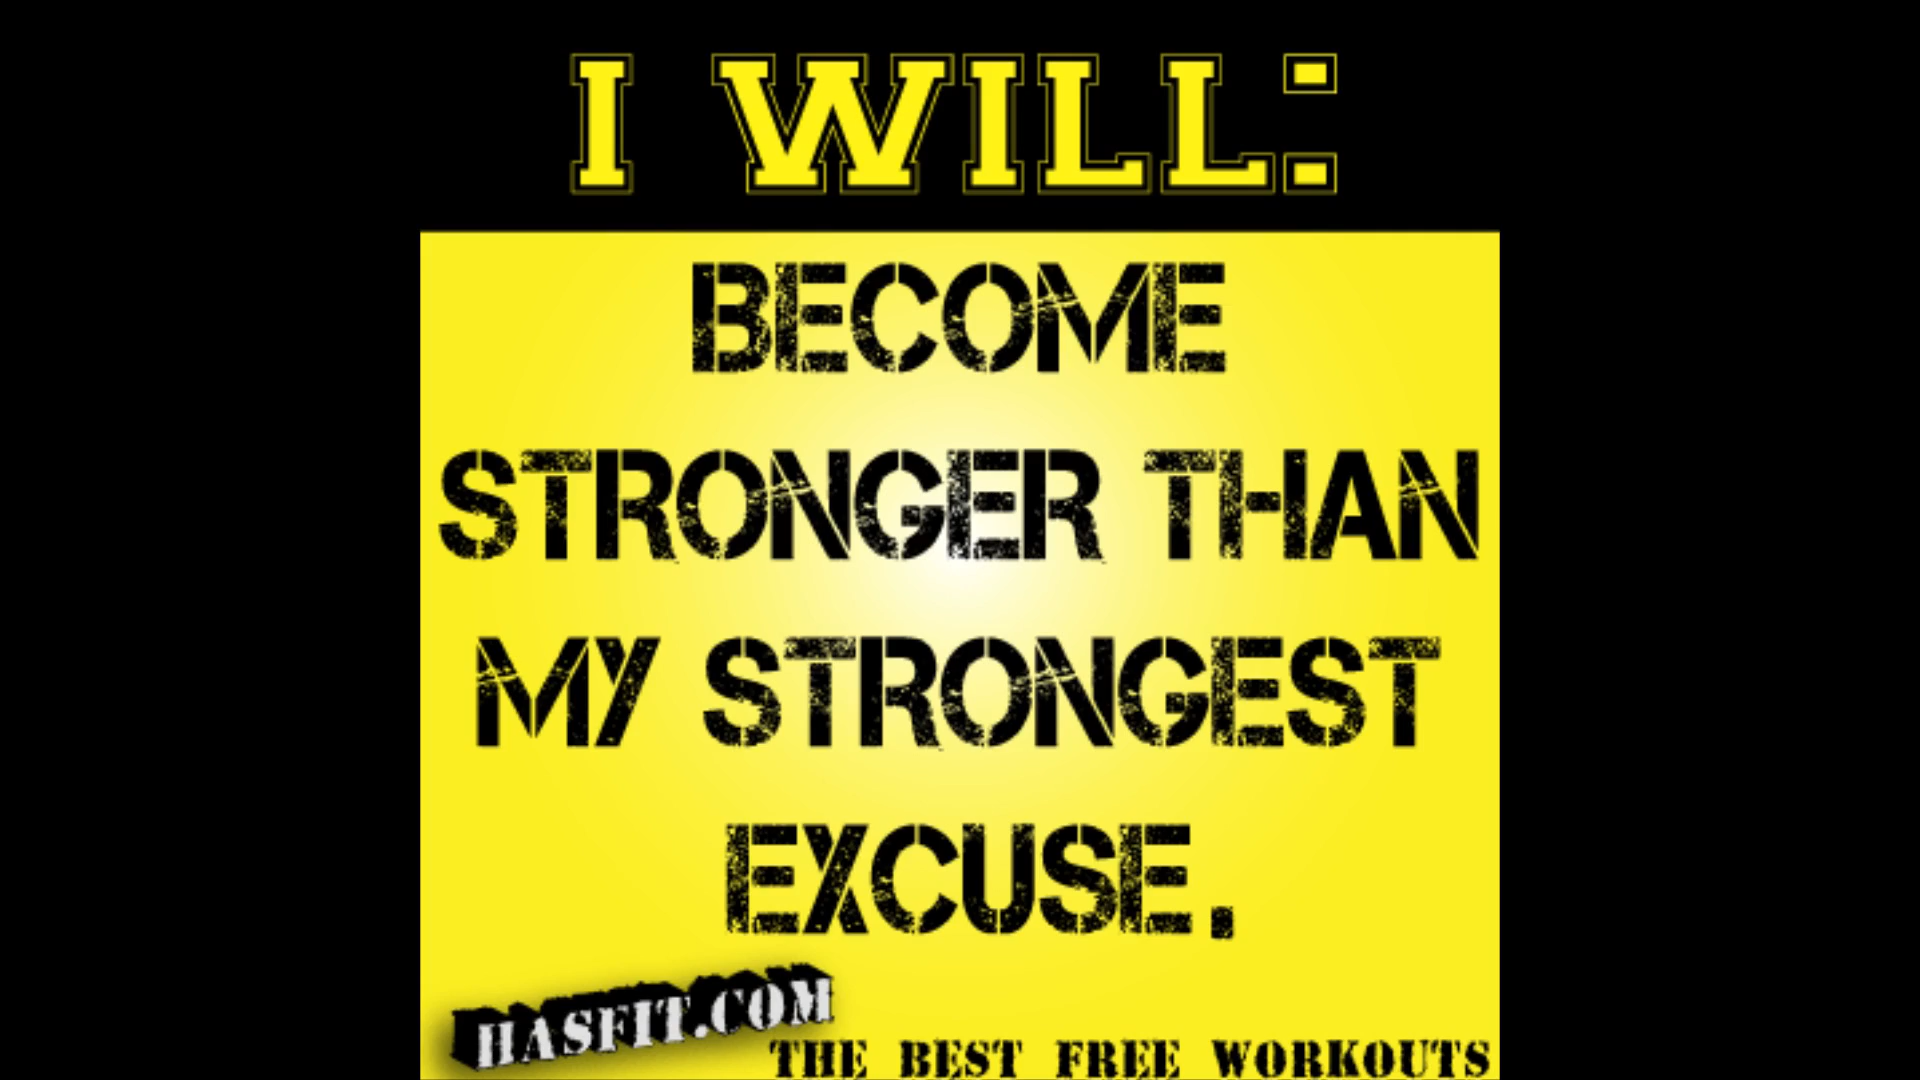 I WILL:
BECOME
STRONGER THAN
MY STRONGEST
EXCUSE.
HASFIT.COM
THE BEST FREE WORKOUTS